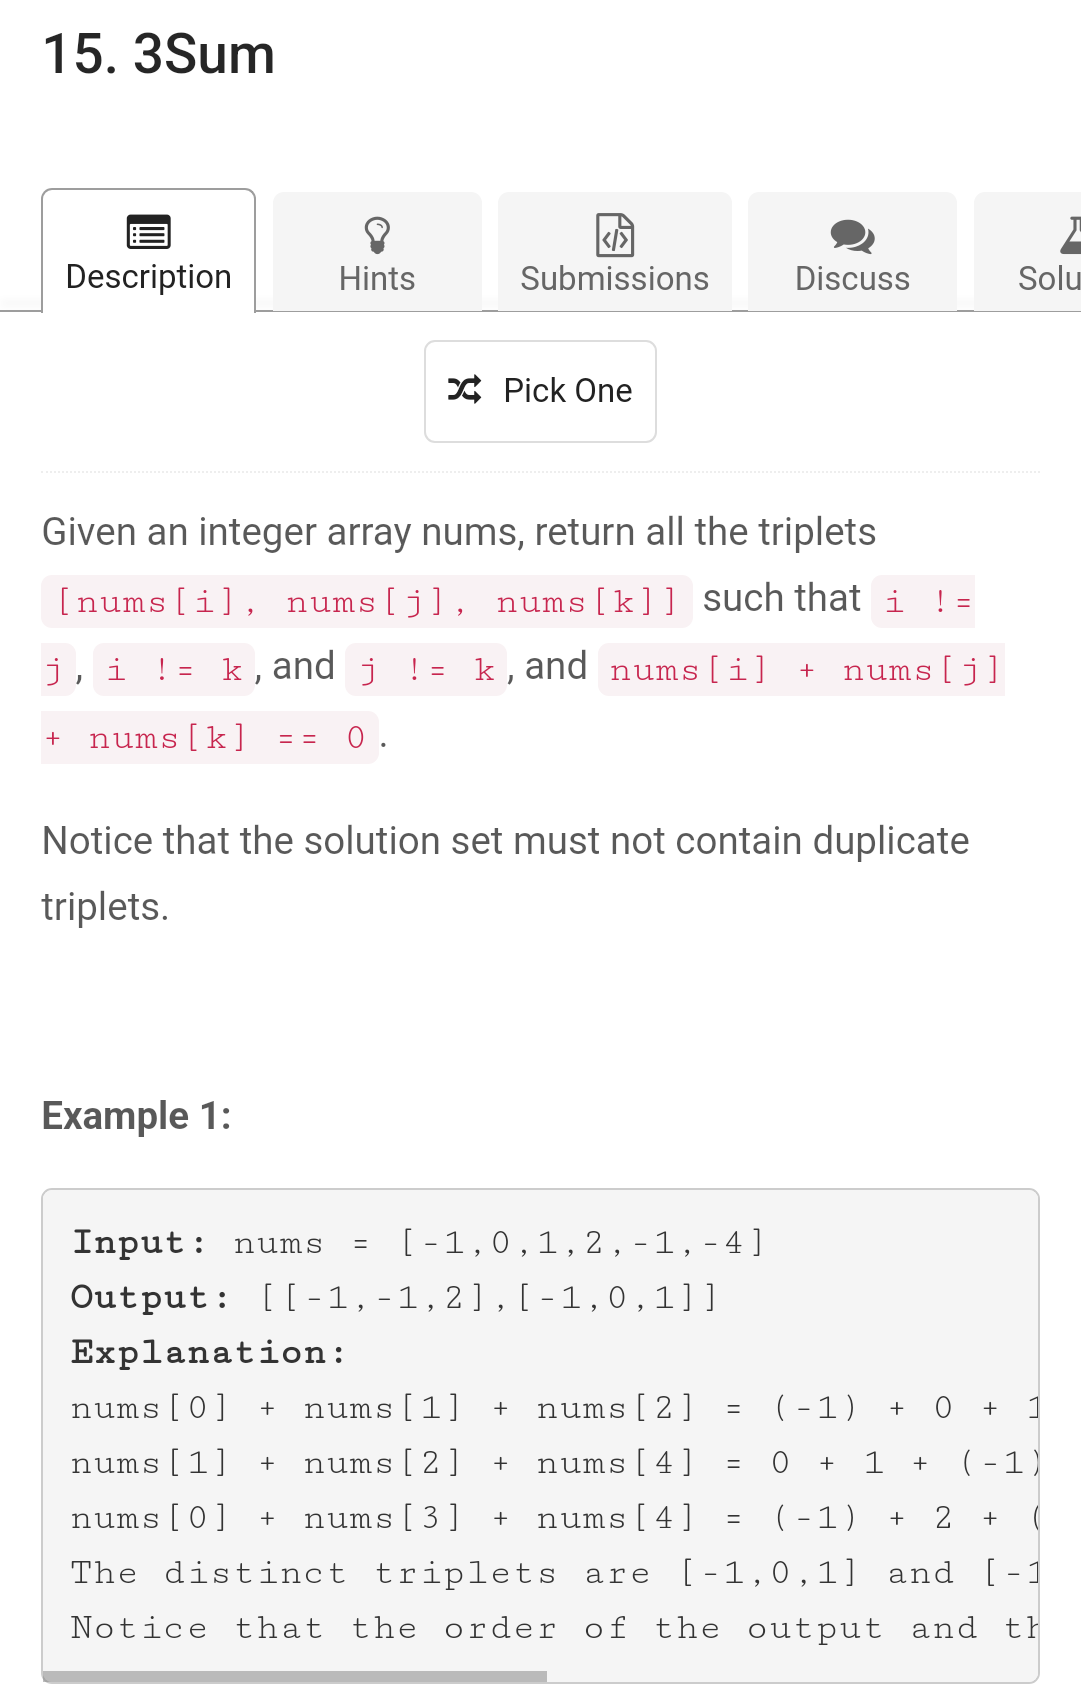 15. 3Sum
Description
Hints
Submissions
Discuss
Pick One
Given an integer array nums, return all the triplets
[nums[i], nums[j], nums[k]] such that i !=
j, i != k, and j != k, and nums[i] + nums[j]
+ nums[k] == 0.
Notice that the solution set must not contain duplicate
triplets.
Example 1:
Input: nums = [-1,0,1,2,-1,-4]
Output: [[-1,-1,2],[-1,0,1]]
Explanation:
nums[0] + nums[1] + nums[2] = (-1) + 0 + 1
nums[1] + nums[2] + nums[4] = 0 + 1 + (-1)
nums[0] + nums[3] + nums[4] = (-1) + 2 + (
The distinct triplets are [-1,0,1] and [-1
Notice that the order of the output and